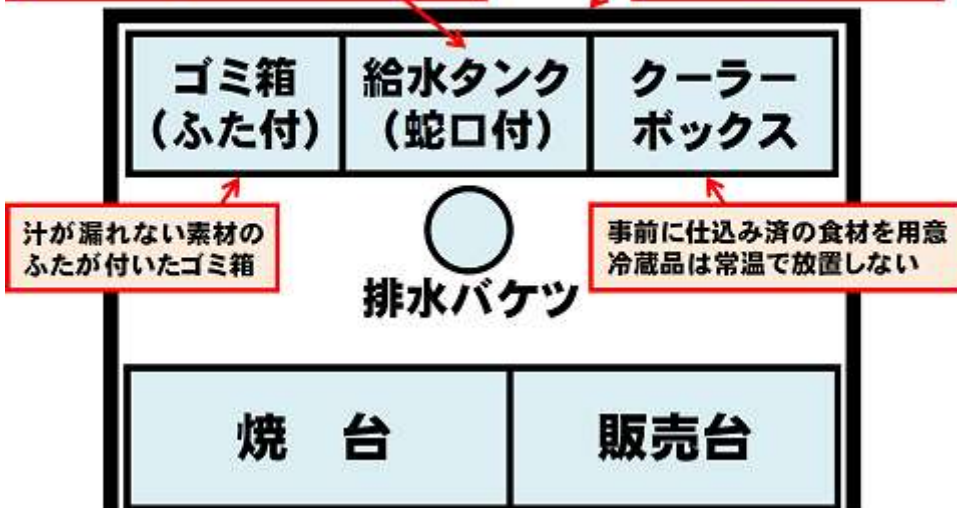 ゴミ箱
(ふた付)
給水タンク
(蛇口付)
クーラー
ボックス
汁が漏れない素材の
ふたが付いたゴミ箱
事前に仕込み済の食材を用意
冷蔵品は常温で放置しない
排水バケツ
焼　台
販売台